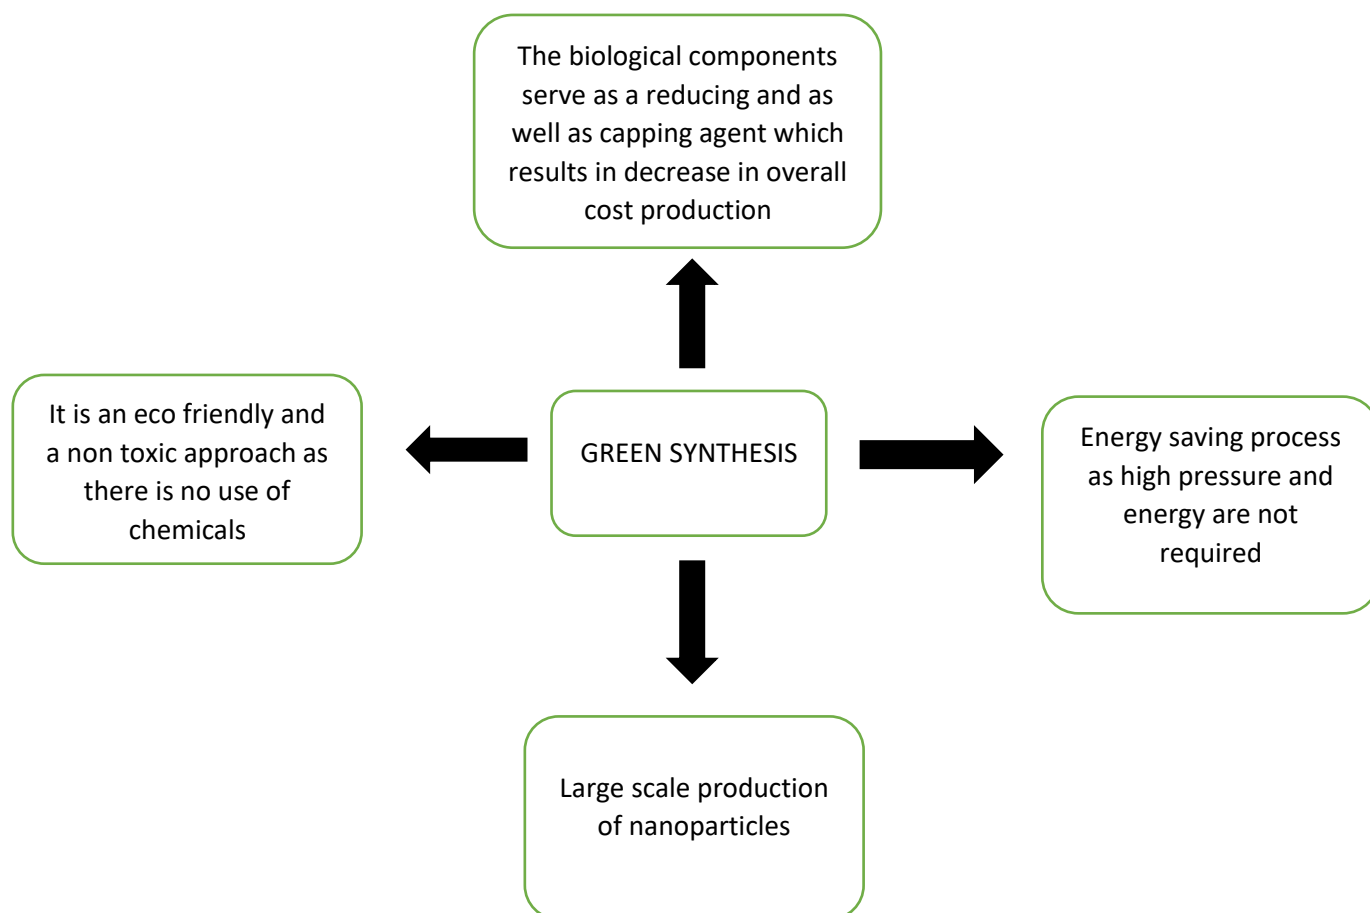 The biological components
serve as a reducing and as
well as capping agent which
results in decrease in overall
cost production
It is an eco friendly and
a non toxic approach as
there is no use of
chemicals
GREEN SYNTHESIS
Energy saving process
as high pressure and
energy are not
required
Large scale production
of nanoparticles